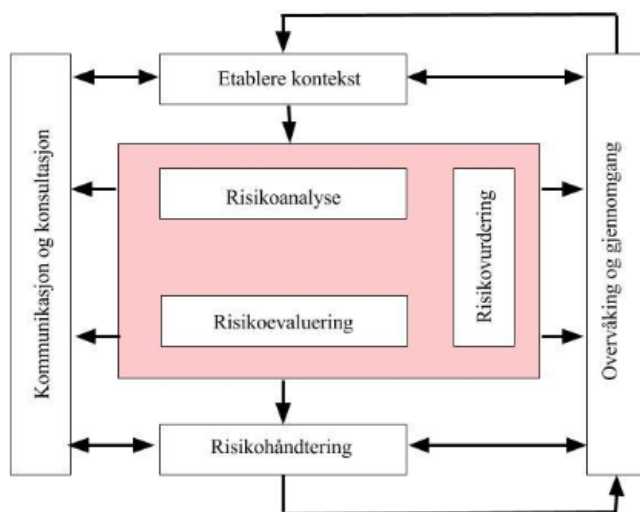 Etablere kontekst
Kommunikasjon og konsultasjon
Risikoanalyse
Risikovurdering
Risikoevaluering
Overvåking og gjennomgang
Risikohåndtering